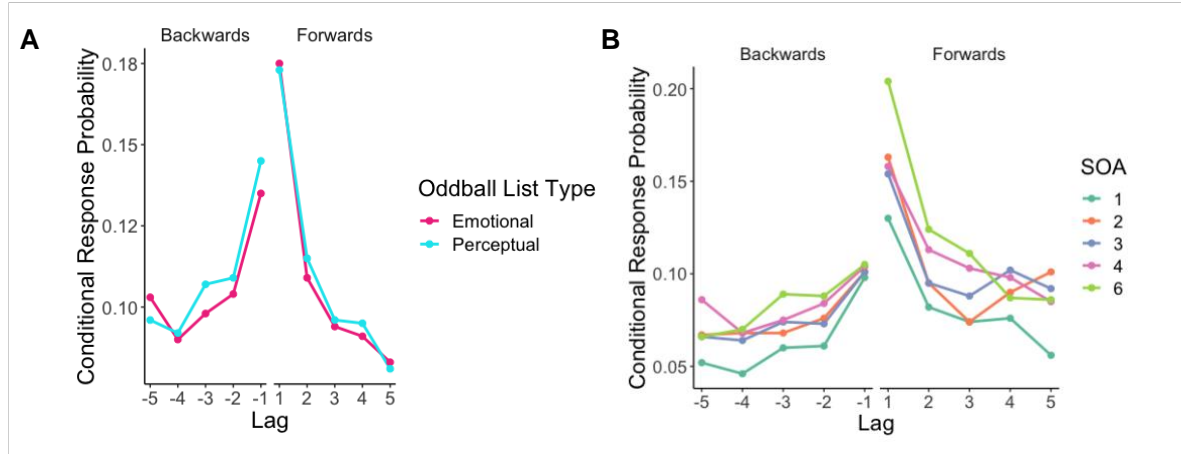 A
Backwards
Forwards
Conditional Response Probability
0.18
0.15
0.12
0.10
-5 -4 -3 -2 -1 1 2 3 4 5
Lag
Oddball List Type
Emotional
Perceptual
B
Backwards
Forwards
Conditional Response Probability
0.20
0.15
0.10
0.05
-5 -4 -3 -2 -1 1 2 3 4 5
Lag
SOA
1
2
3
4
6